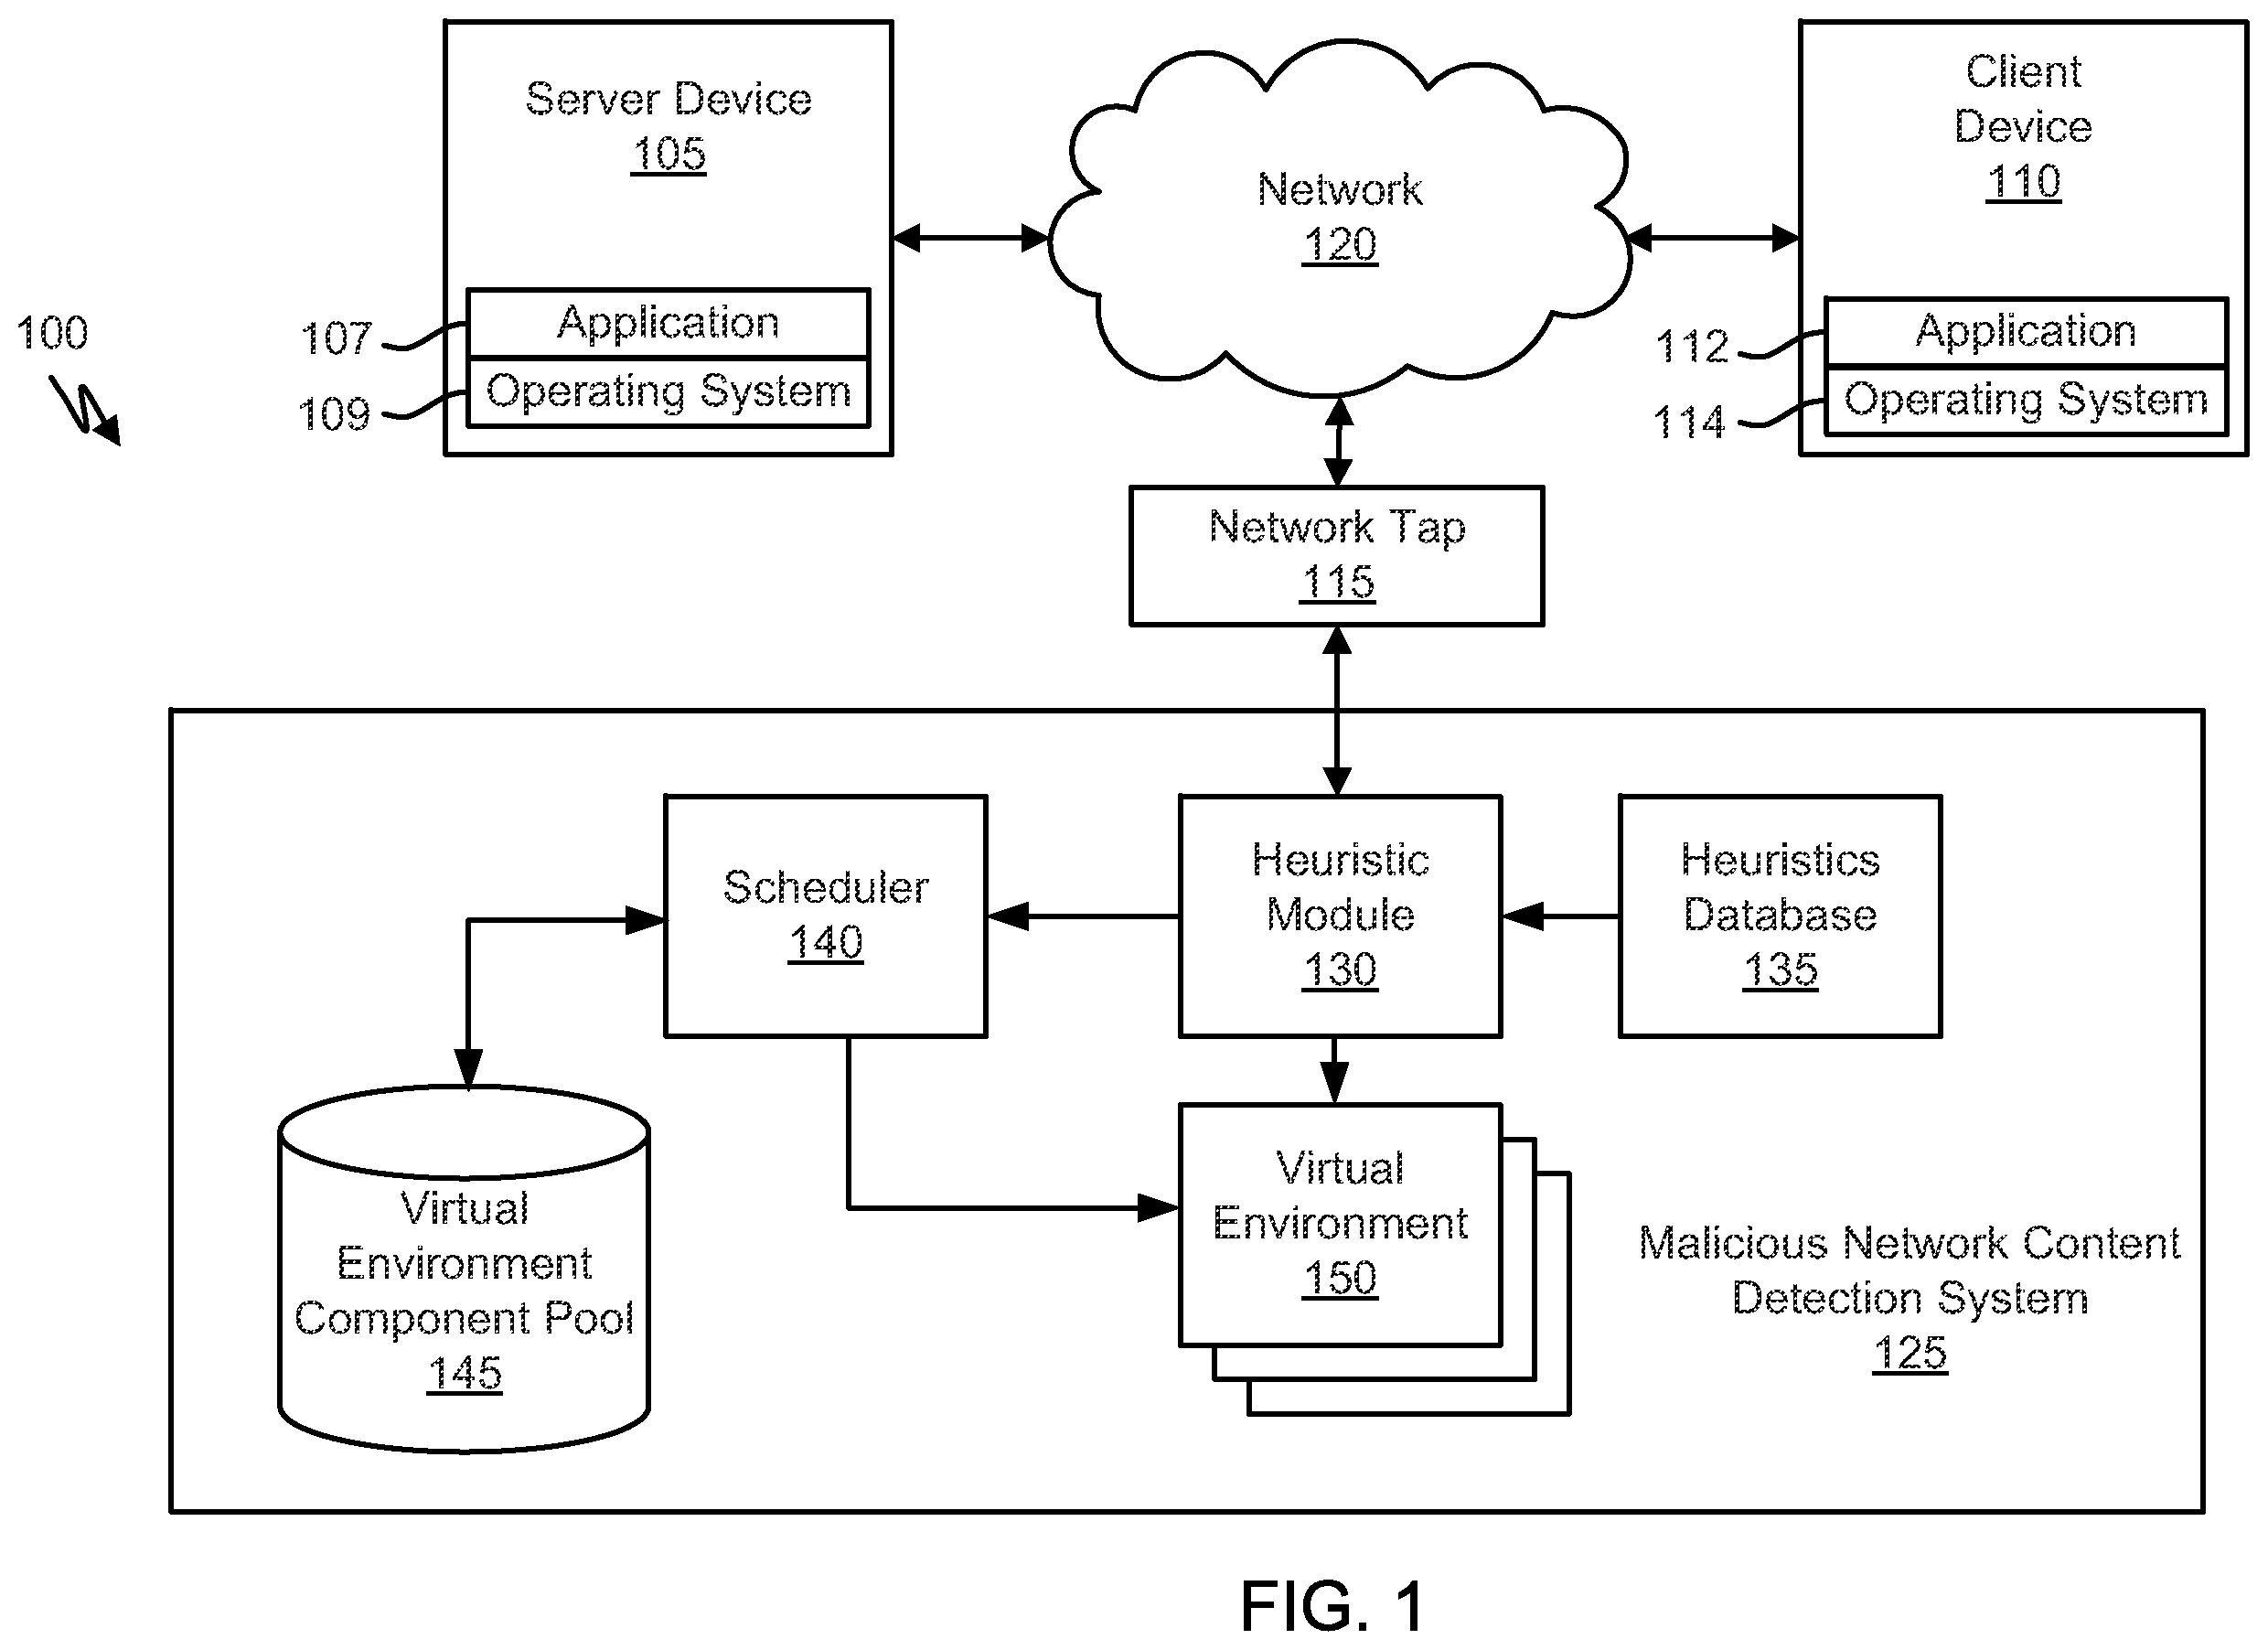 Server Device
105
Application
Operating System
107
109
100
Network
120
Client
Device
110
Application
Operating System
112
114
Network Tap
115
Scheduler
140
Heuristic
Module
130
Heuristics
Database
135
Virtual
Environment
Component Pool
145
Virtual
Environment
150
Malicious Network Content
Detection System
125
FIG. 1